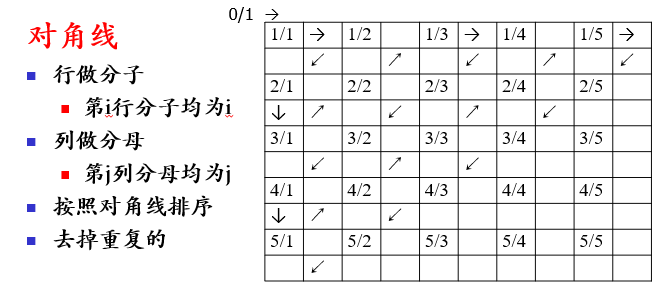 对角线
行做分子
第i行分子均为i
列做分母
第j列分母均为j
按照对角线排序
去掉重复的
0/1 →
1/1 → 1/2 1/3 → 1/4 1/5 →
↙ ↗ ↙ ↗ ↙
2/1 2/2 2/3 2/4 2/5
↓ ↗ ↙ ↗ ↙
3/1 3/2 3/3 3/4 3/5
↙ ↗ ↙
4/1 4/2 4/3 4/4 4/5
↓ ↗ ↙
5/1 5/2 5/3 5/4 5/5
↙